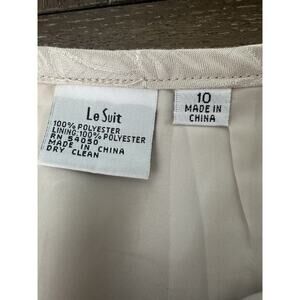 Le Suit
100% POLYESTER
LINING: 100% POLYESTER
RN 54050
MADE IN CHINA
DRY CLEAN
10
MADE IN
CHINA